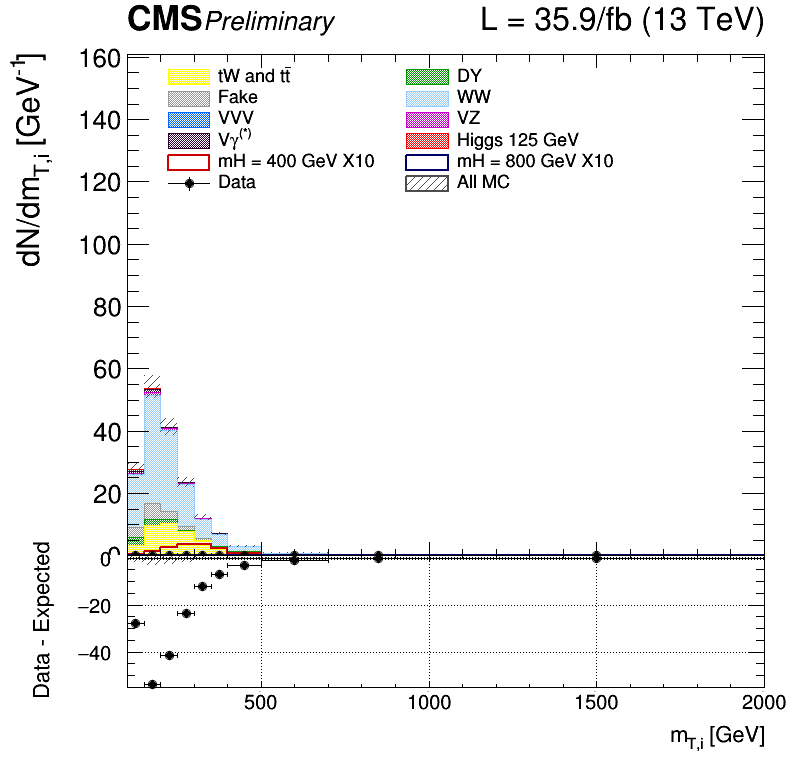 CMS Preliminary L = 35.9/fb (13 TeV)
dN/dm_{T,i} [GeV^{-1}]
160
140
120
100
80
60
40
20
0
tW and tt̄ DY
Fake WW
VVV VZ
Vγ^{(*)} Higgs 125 GeV
mH = 400 GeV X10 mH = 800 GeV X10
Data All MC
Data - Expected
0
−20
−40
500 1000 1500 2000
m_{T,i} [GeV]